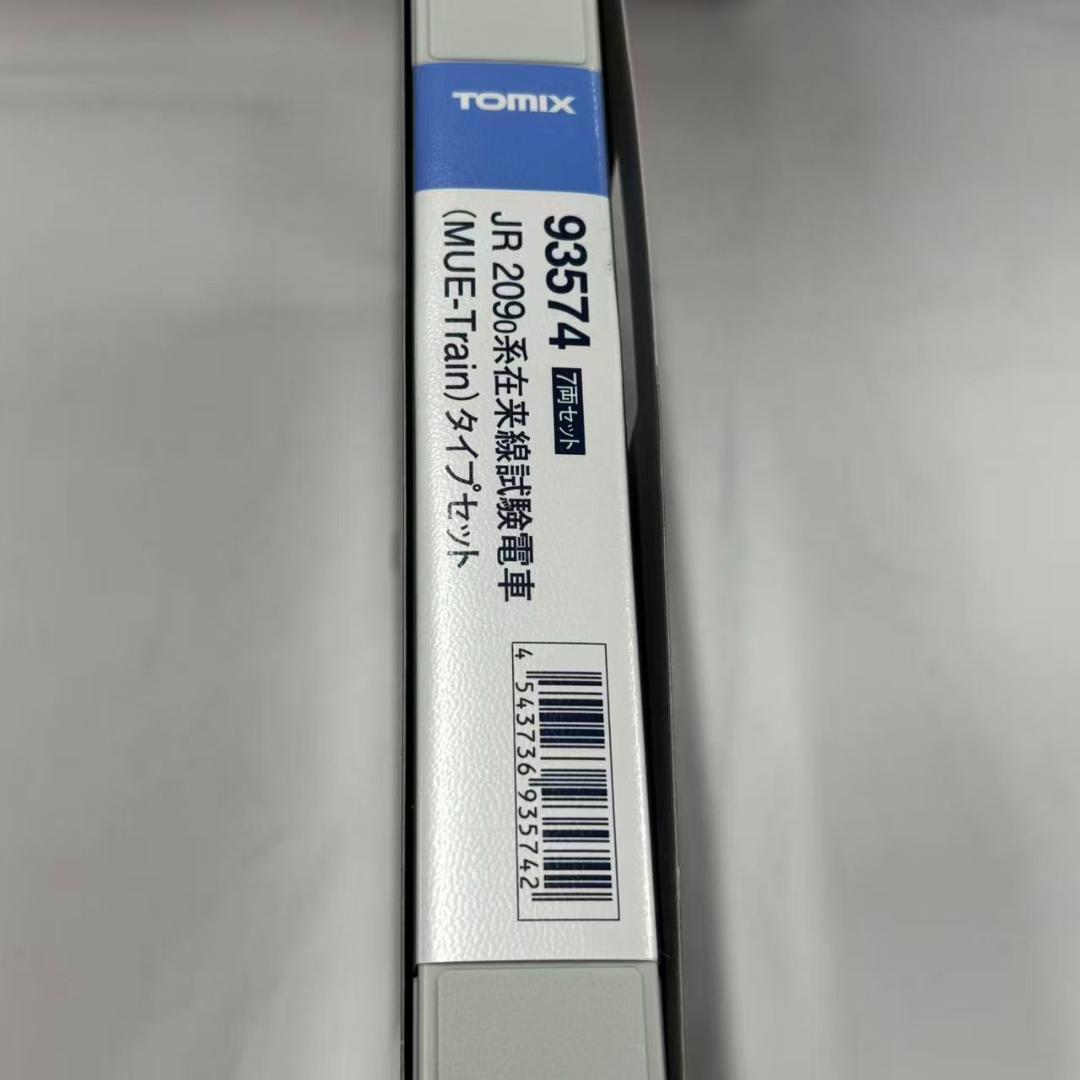 TOMIX
93574 7両セット
JR 209₀系在来線試験電車
(MUE-Train)タイプセット
4 543736 935742